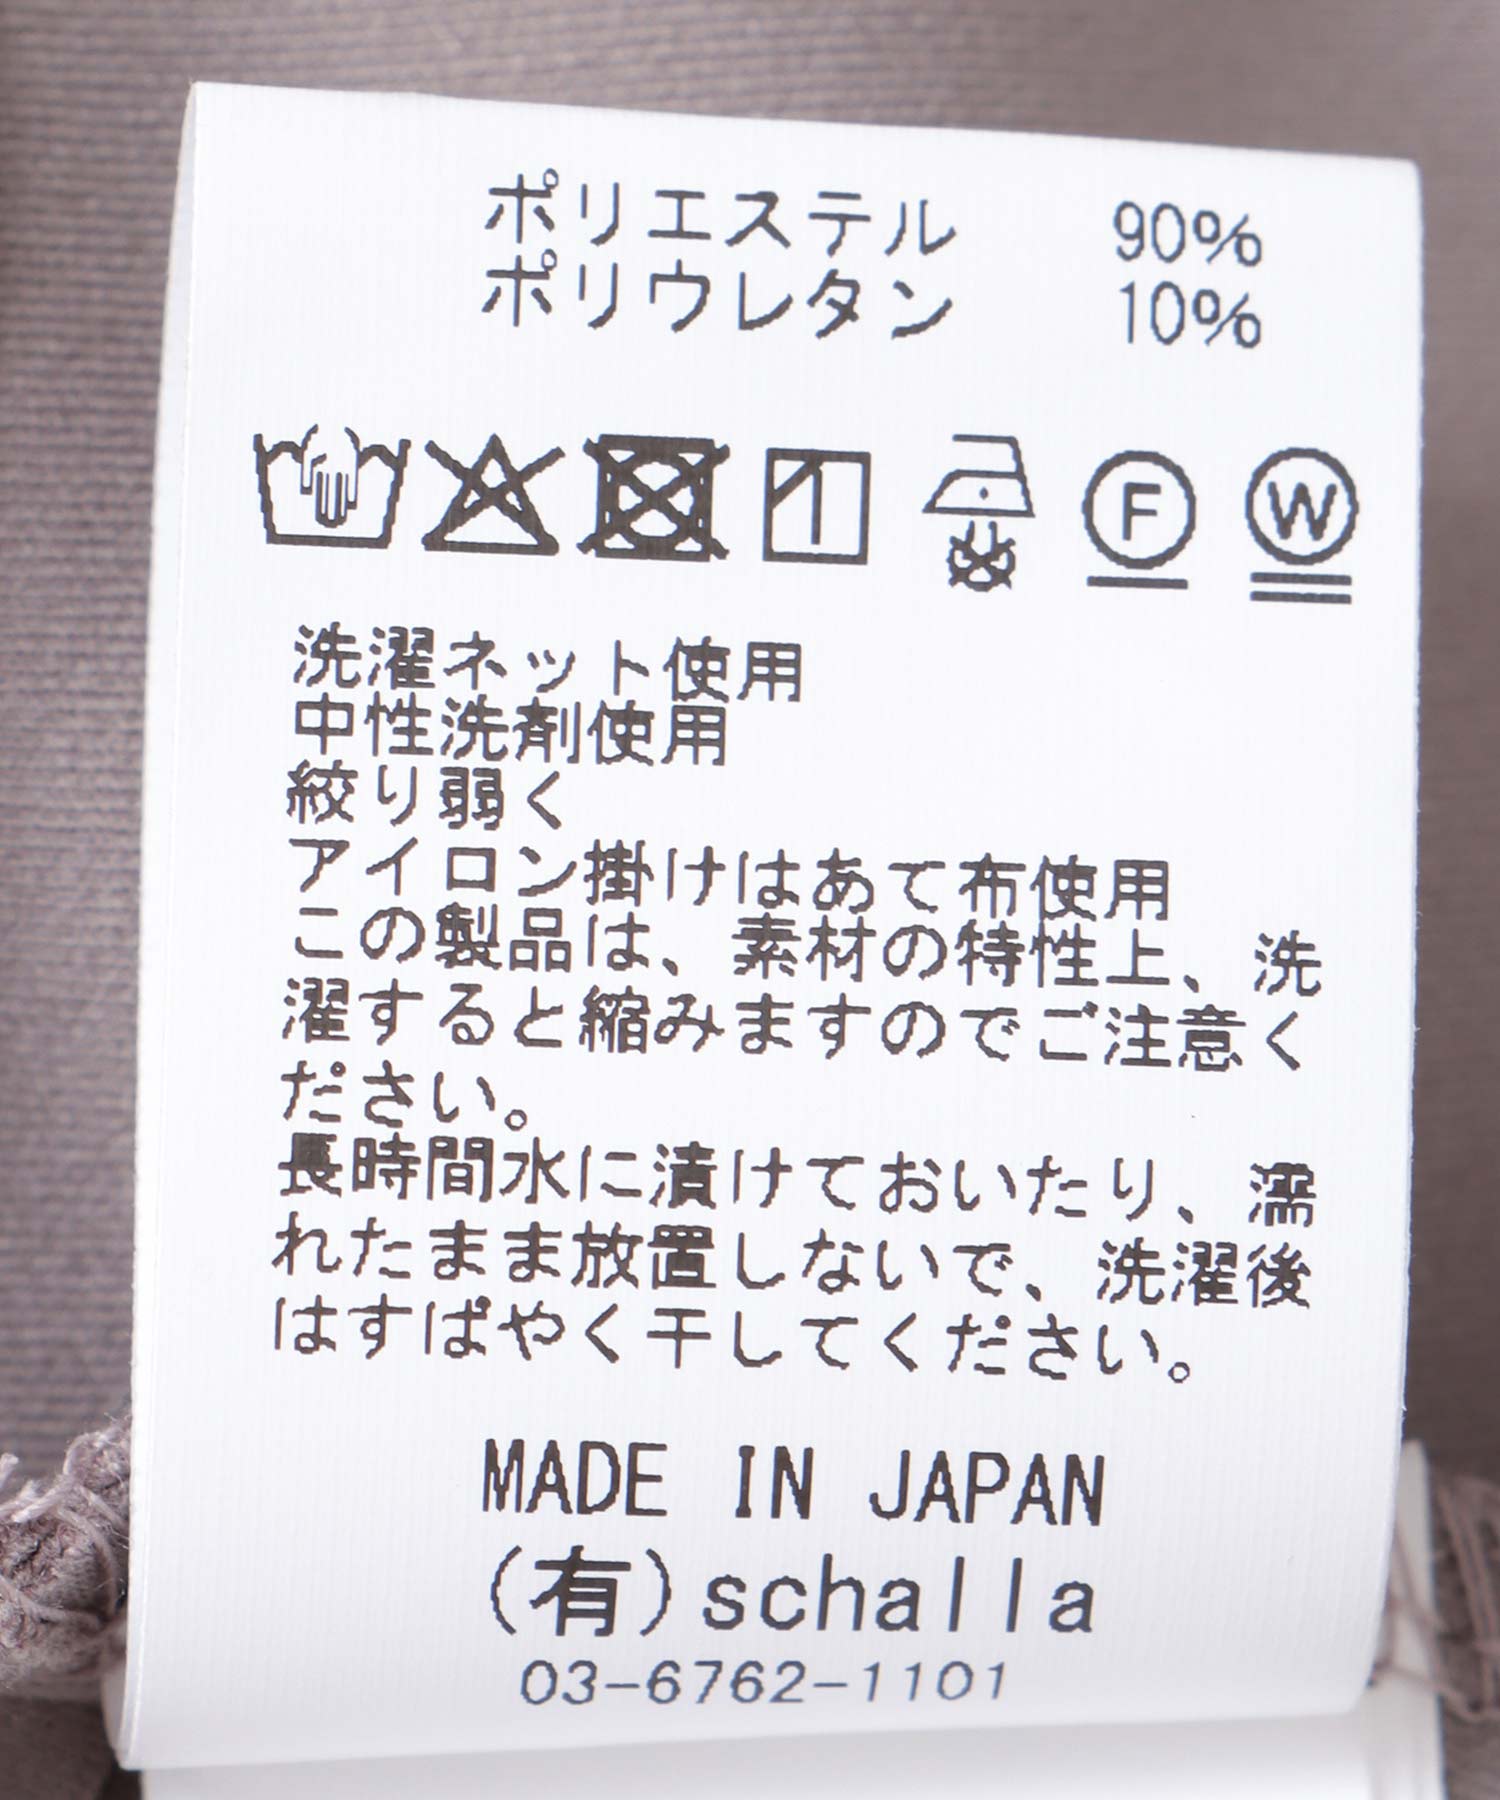 ポリエステル 90%
ポリウレタン 10%
F W
洗濯ネット使用
中性洗剤使用
絞り弱く
アイロン掛けはあて布使用
この製品は、素材の特性上、洗
濯すると縮みますのでご注意く
ださい。
長時間水に漬けておいたり、濡
れたまま放置しないで、洗濯後
はすばやく干してください。
MADE IN JAPAN
(有)schalla
03-6762-1101